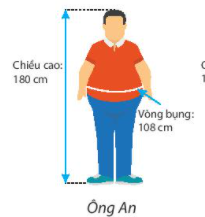 Chiều cao:
180 cm
Vòng bụng:
108 cm
Ông An